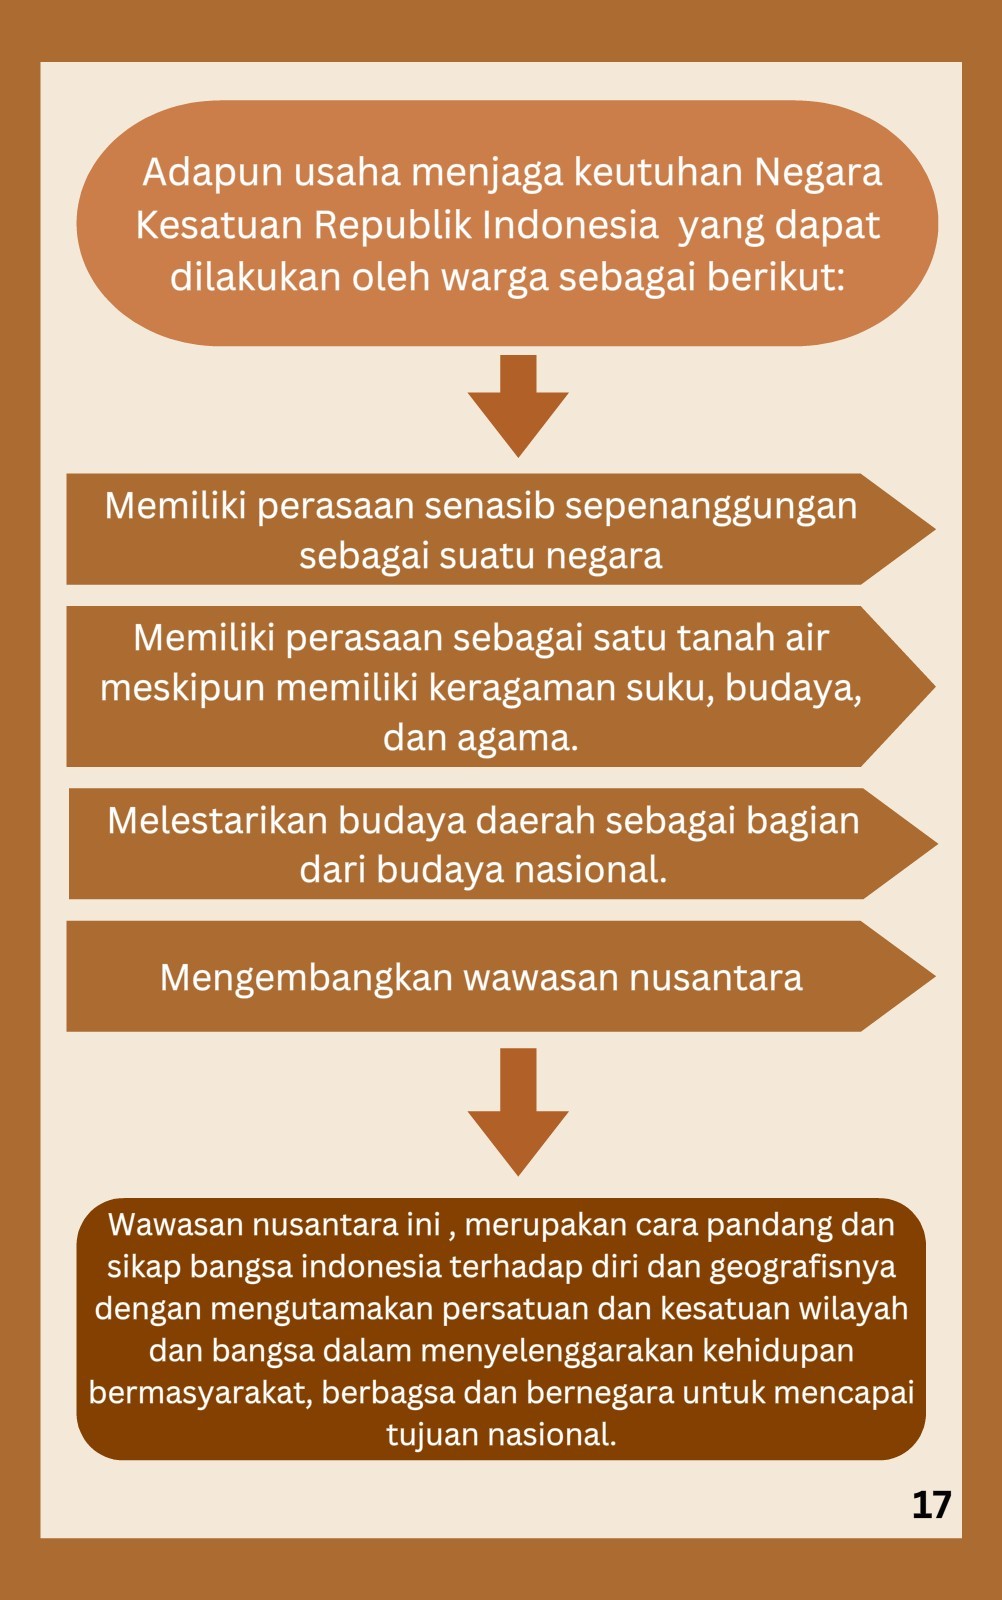 Adapun usaha menjaga keutuhan Negara
Kesatuan Republik Indonesia  yang dapat
dilakukan oleh warga sebagai berikut:
Memiliki perasaan senasib sepenanggungan
sebagai suatu negara
Memiliki perasaan sebagai satu tanah air
meskipun memiliki keragaman suku, budaya,
dan agama.
Melestarikan budaya daerah sebagai bagian
dari budaya nasional.
Mengembangkan wawasan nusantara
Wawasan nusantara ini , merupakan cara pandang dan
sikap bangsa indonesia terhadap diri dan geografisnya
dengan mengutamakan persatuan dan kesatuan wilayah
dan bangsa dalam menyelenggarakan kehidupan
bermasyarakat, berbagsa dan bernegara untuk mencapai
tujuan nasional.
17